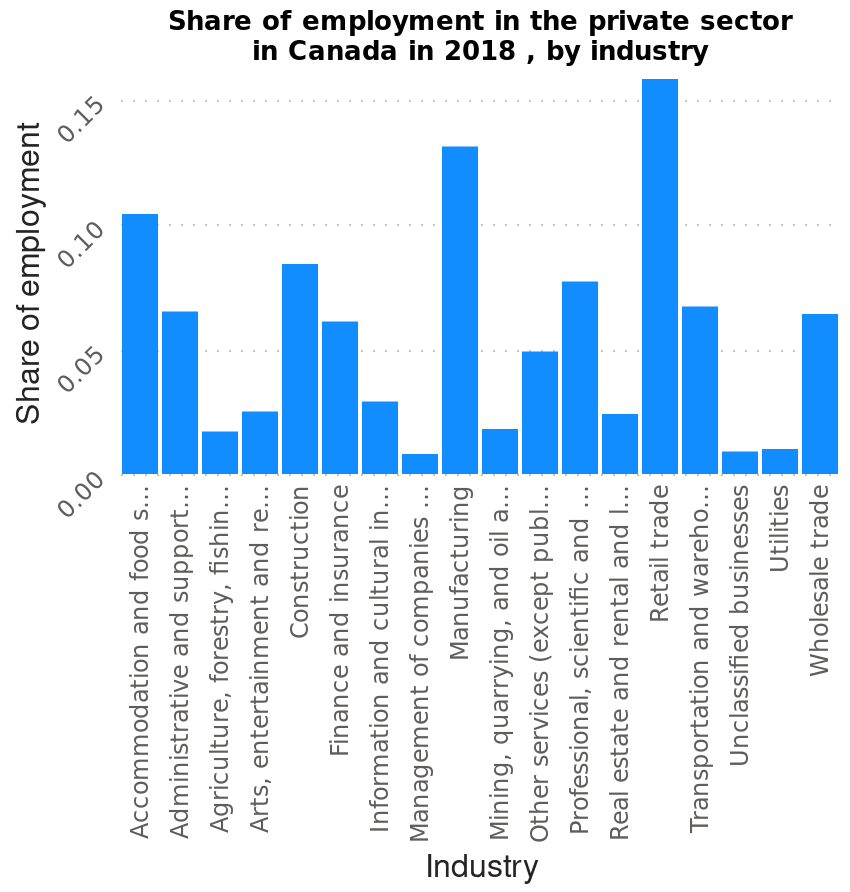 Share of employment in the private sector
in Canada in 2018 , by industry
Share of employment
0.15
0.10
0.05
0.00
Accommodation and food s...
Administrative and support...
Agriculture, forestry, fishin...
Arts, entertainment and re...
Construction
Finance and insurance
Information and cultural in...
Management of companies ...
Manufacturing
Mining, quarrying, and oil a...
Other services (except publ...
Professional, scientific and ...
Real estate and rental and l...
Retail trade
Transportation and wareho...
Unclassified businesses
Utilities
Wholesale trade
Industry